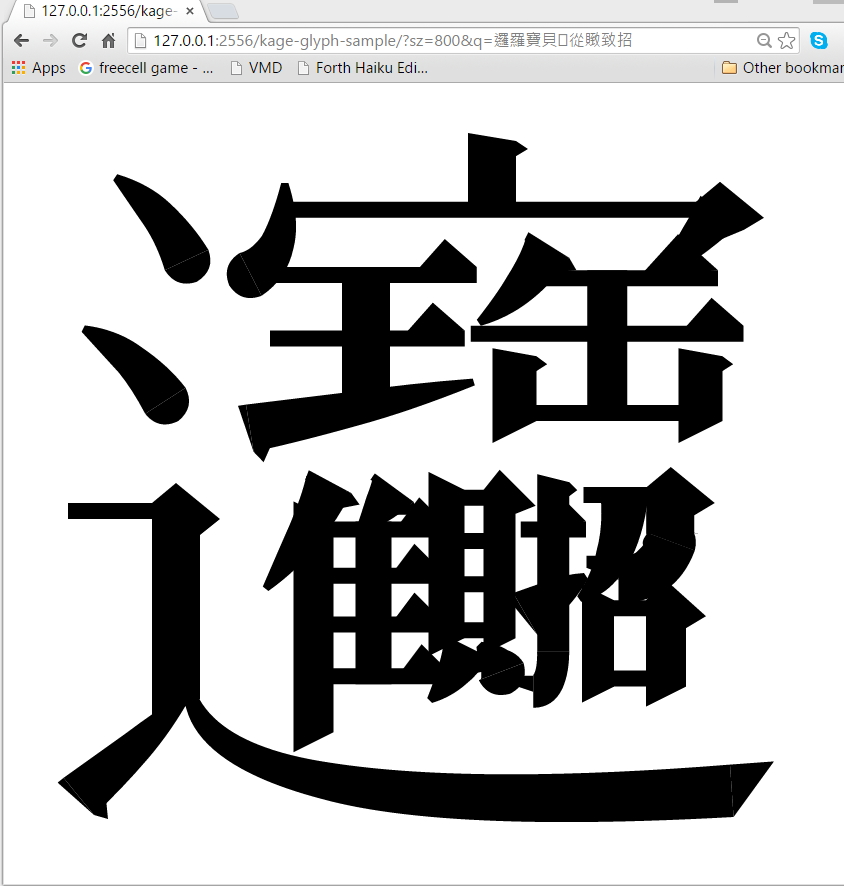 127.0.0.1:2556/kage-
127.0.0.1:2556/kage-glyph-sample/?sz=800&q=邏羅寶貝▯從瞰致招
Apps freecell game - ... VMD Forth Haiku Edi... Other bookmar